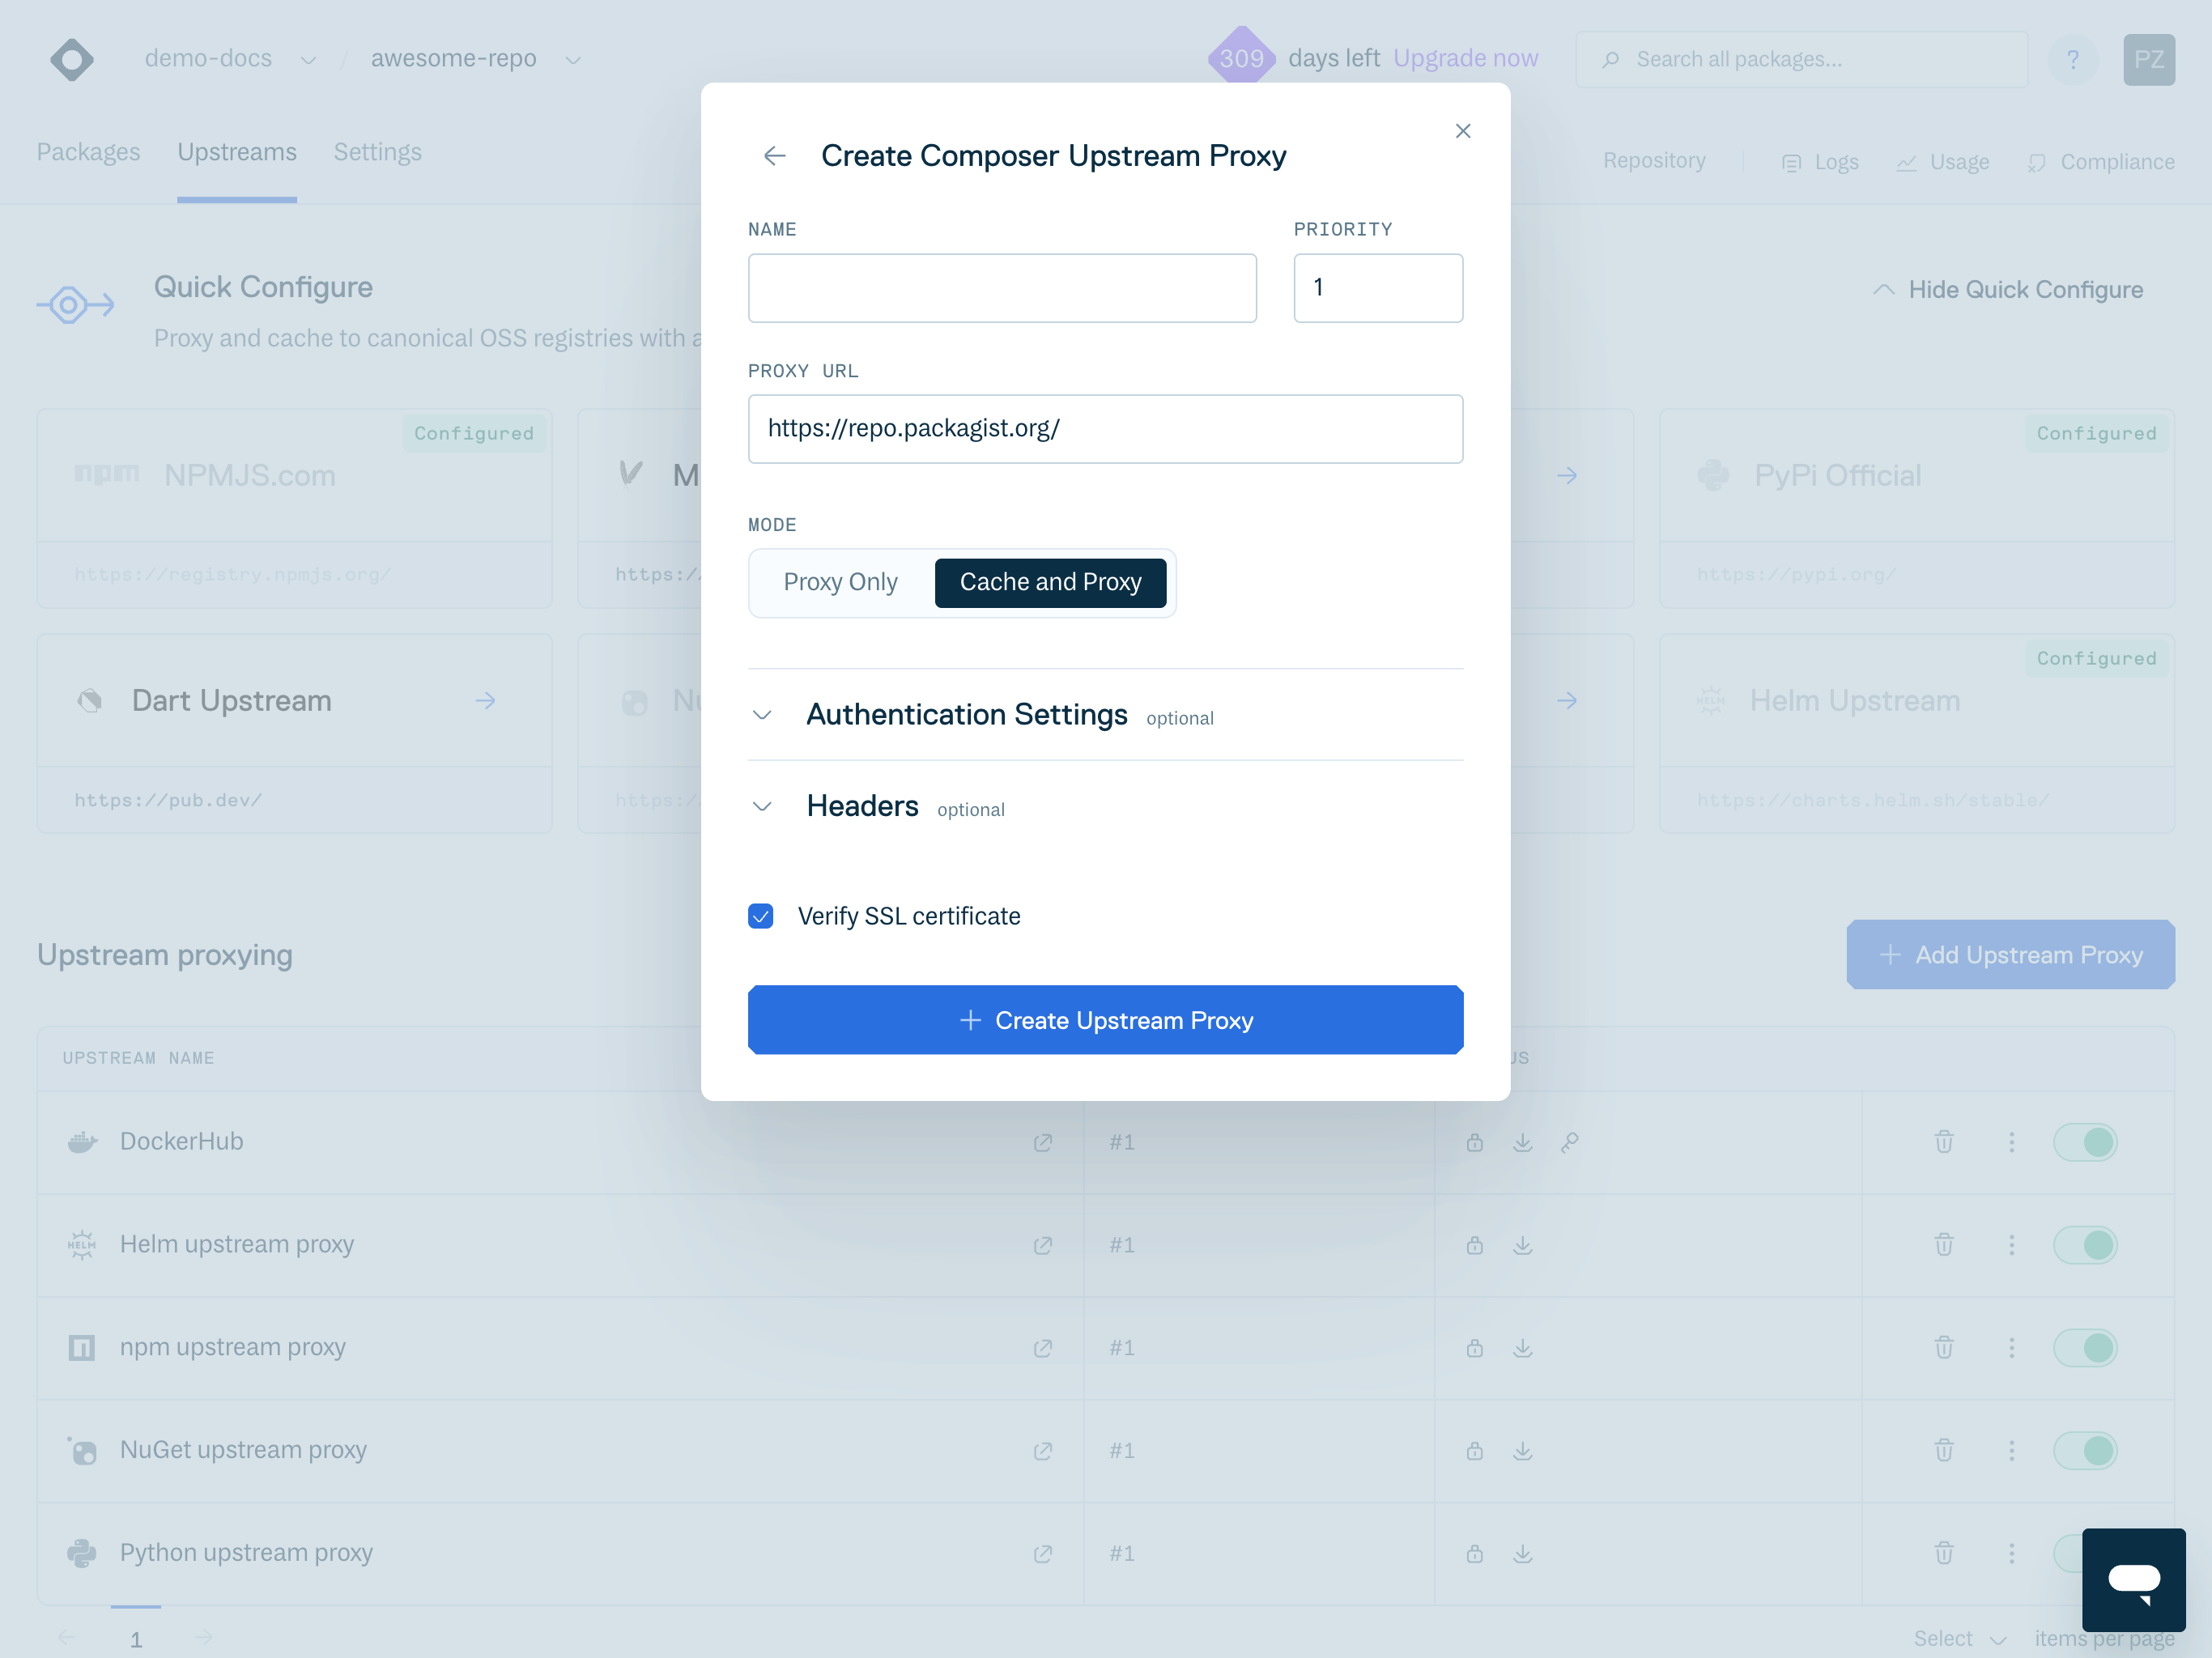 demo-docs / awesome-repo
309 days left Upgrade now
Search all packages...
?
PZ
Packages Upstreams Settings
Repository Logs Usage Compliance
Quick Configure
Proxy and cache to canonical OSS registries with
Hide Quick Configure
Configured
npm NPMJS.com
https://registry.npmjs.org/
M
https:/
Configured
PyPi Official
https://pypi.org/
Dart Upstream
https://pub.dev/
Nu
https:/
Configured
HELM Helm Upstream
https://charts.helm.sh/stable/
Create Composer Upstream Proxy
NAME PRIORITY
1
PROXY URL
https://repo.packagist.org/
MODE
Proxy Only Cache and Proxy
Authentication Settings optional
Headers optional
Verify SSL certificate
+ Create Upstream Proxy
Upstream proxying
+ Add Upstream Proxy
UPSTREAM NAME
US
DockerHub #1
HELM Helm upstream proxy #1
npm upstream proxy #1
NuGet upstream proxy #1
Python upstream proxy #1
1
Select items per page